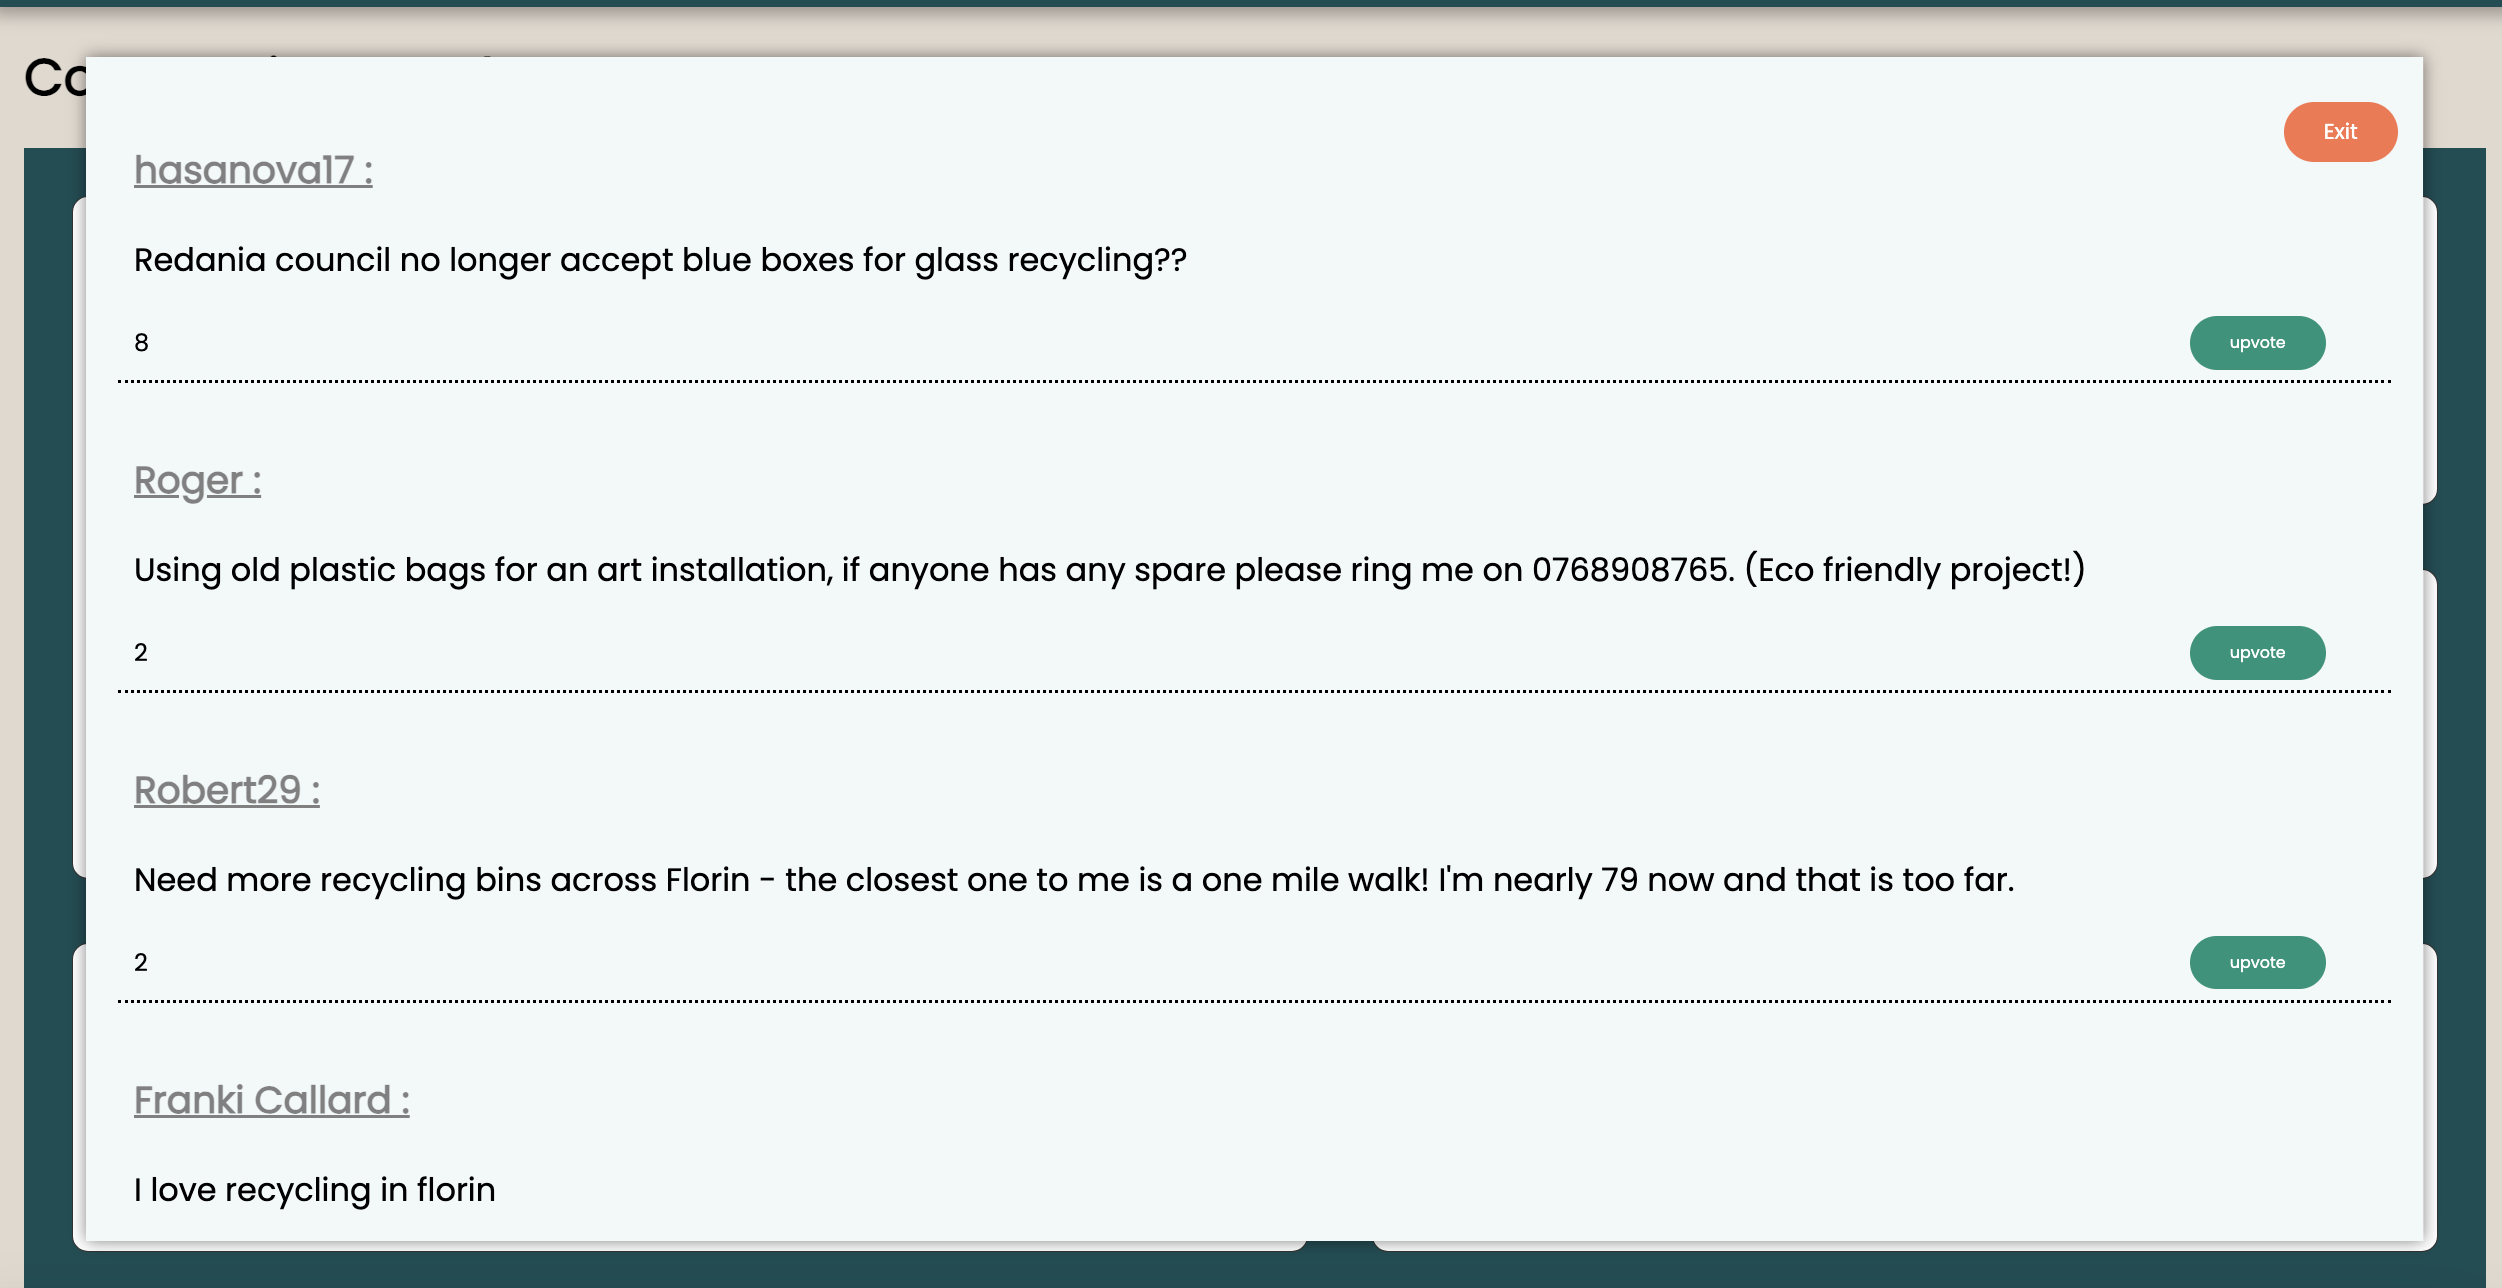 Exit
hasanova17 :
Redania council no longer accept blue boxes for glass recycling??
8
upvote
Roger :
Using old plastic bags for an art installation, if anyone has any spare please ring me on 0768908765. (Eco friendly project!)
2
upvote
Robert29 :
Need more recycling bins across Florin - the closest one to me is a one mile walk! I'm nearly 79 now and that is too far.
2
upvote
Franki Callard :
I love recycling in florin